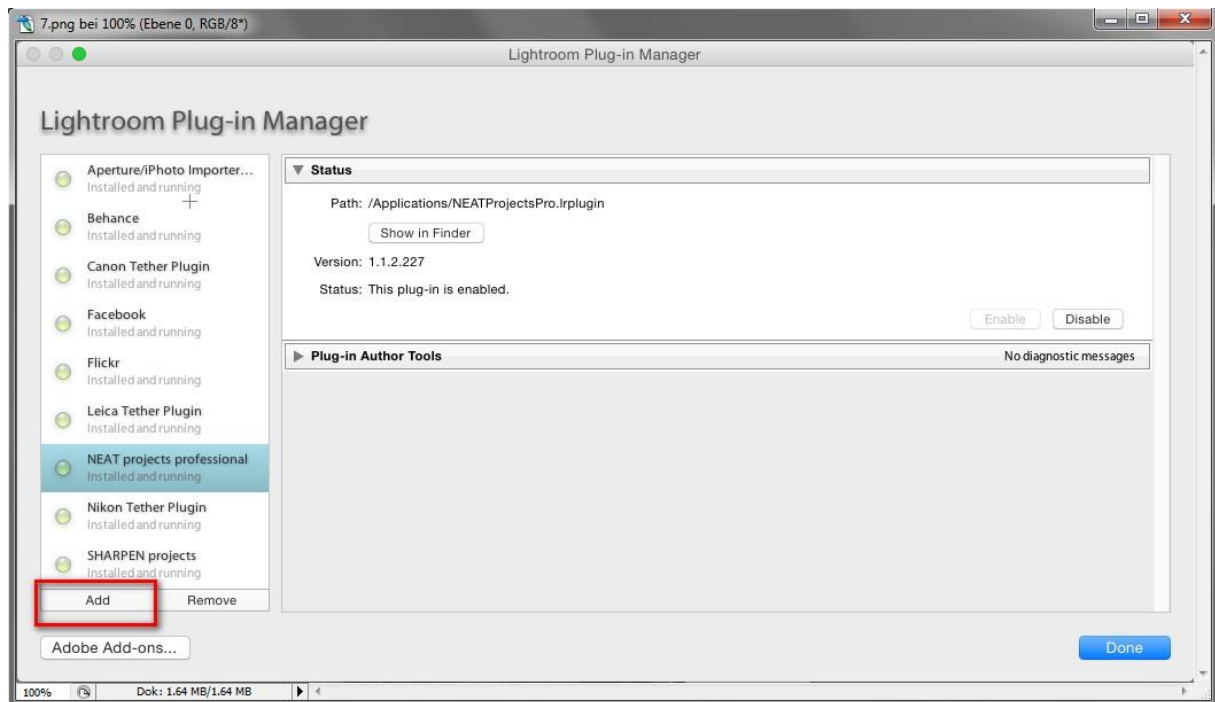 7.png bei 100% (Ebene 0, RGB/8*)
Lightroom Plug-in Manager
Lightroom Plug-in Manager
Aperture/iPhoto Importer...
Installed and running
Behance
Installed and running
Canon Tether Plugin
Installed and running
Facebook
Installed and running
Flickr
Installed and running
Leica Tether Plugin
Installed and running
NEAT projects professional
Installed and running
Nikon Tether Plugin
Installed and running
SHARPEN projects
Installed and running
Add Remove
Adobe Add-ons...
Status
Path: /Applications/NEATProjectsPro.lrplugin
Show in Finder
Version: 1.1.2.227
Status: This plug-in is enabled.
Enable Disable
Plug-in Author Tools No diagnostic messages
Done
100% Dok: 1.64 MB/1.64 MB